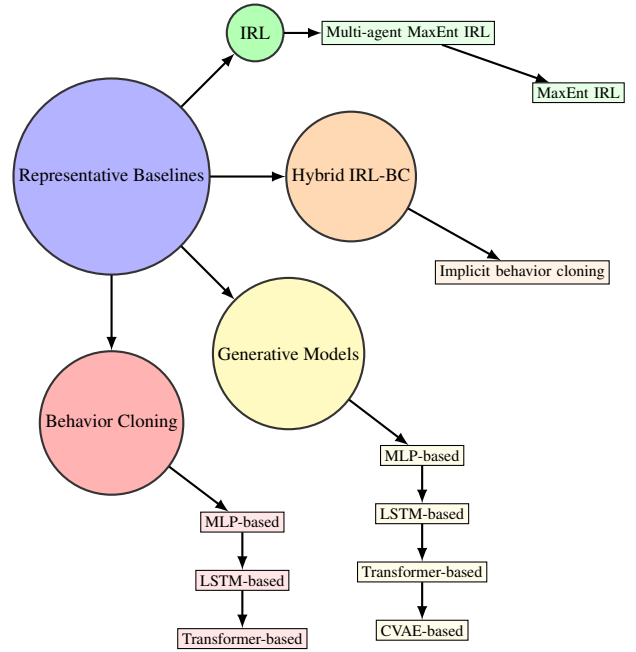 IRL
Multi-agent MaxEnt IRL
MaxEnt IRL
Representative Baselines
Hybrid IRL-BC
Implicit behavior cloning
Generative Models
Behavior Cloning
MLP-based
LSTM-based
Transformer-based
CVAE-based
MLP-based
LSTM-based
Transformer-based